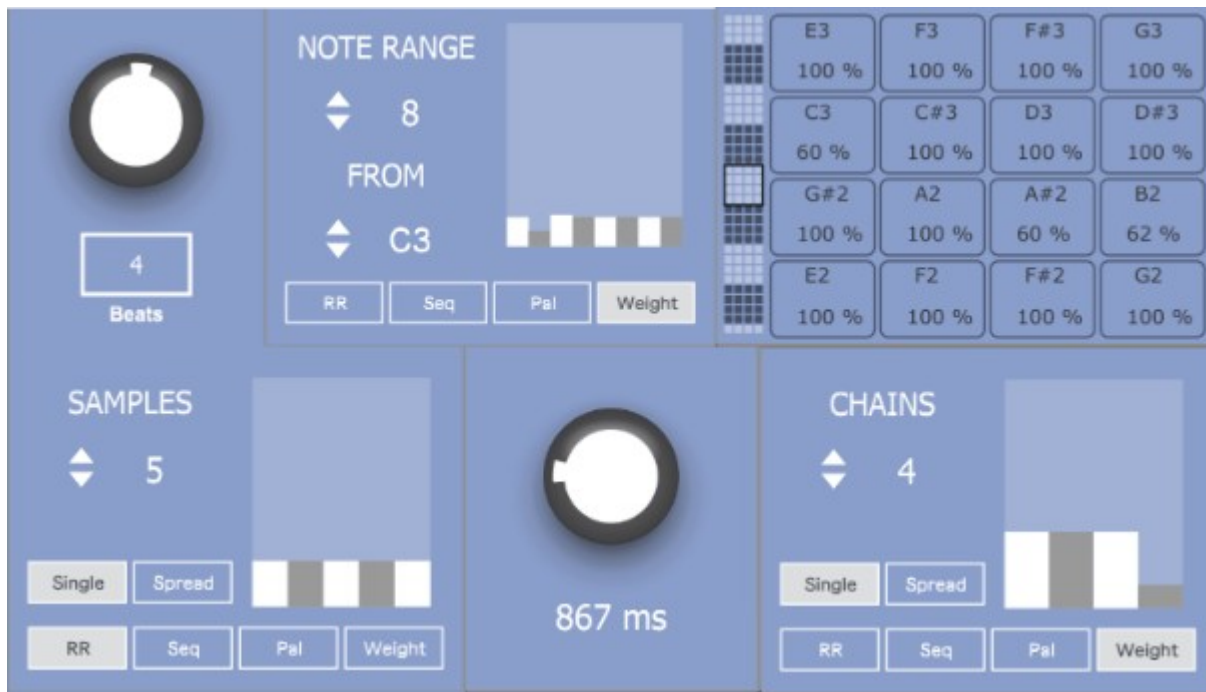 4
Beats
NOTE RANGE
8
FROM
C3
RR Seq Pal Weight
E3 F3 F#3 G3
100 % 100 % 100 % 100 %
C3 C#3 D3 D#3
60 % 100 % 100 % 100 %
G#2 A2 A#2 B2
100 % 100 % 60 % 62 %
E2 F2 F#2 G2
100 % 100 % 100 % 100 %
SAMPLES
5
Single Spread
RR Seq Pal Weight
867 ms
CHAINS
4
Single Spread
RR Seq Pal Weight